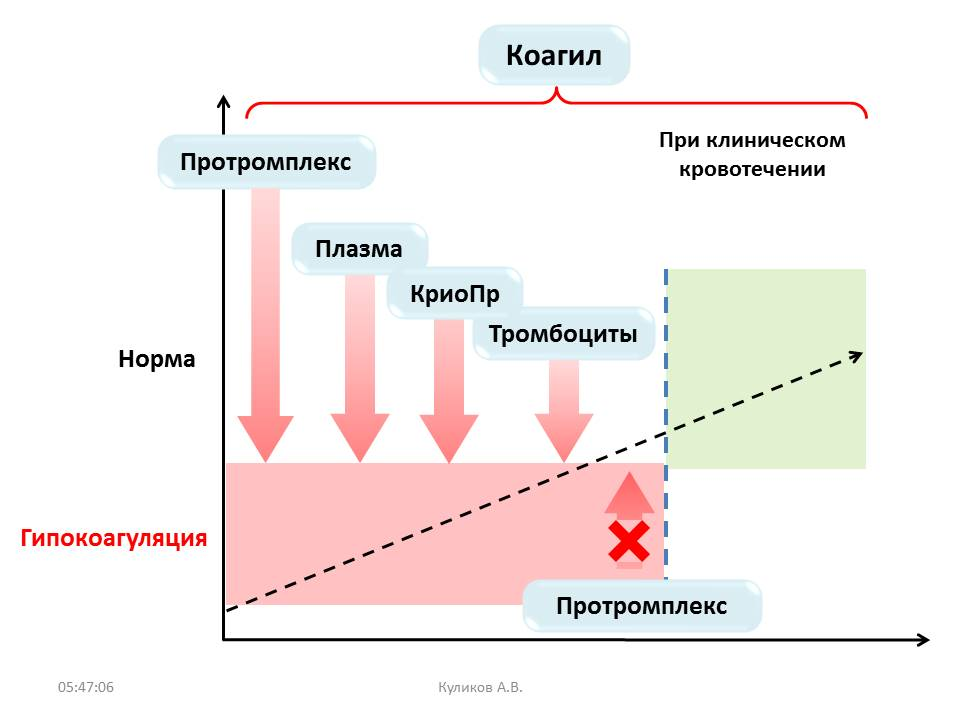 Коагил
При клиническом
кровотечении
Протромплекс
Плазма
КриоПр
Тромбоциты
Норма
Гипокоагуляция
Протромплекс
05:47:06
Куликов А.В.